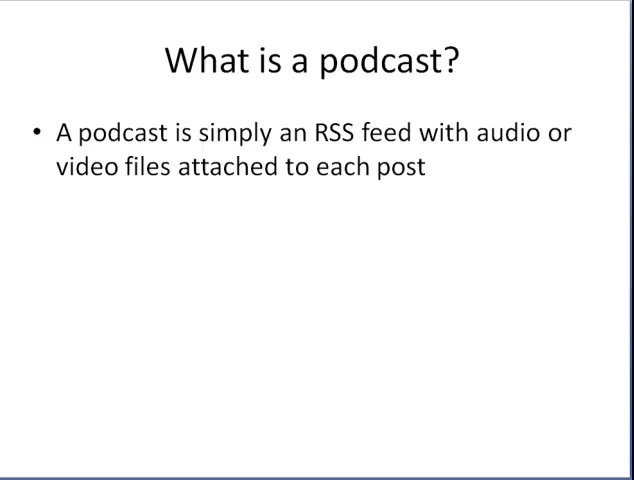 What is a podcast?
• A podcast is simply an RSS feed with audio or
video files attached to each post